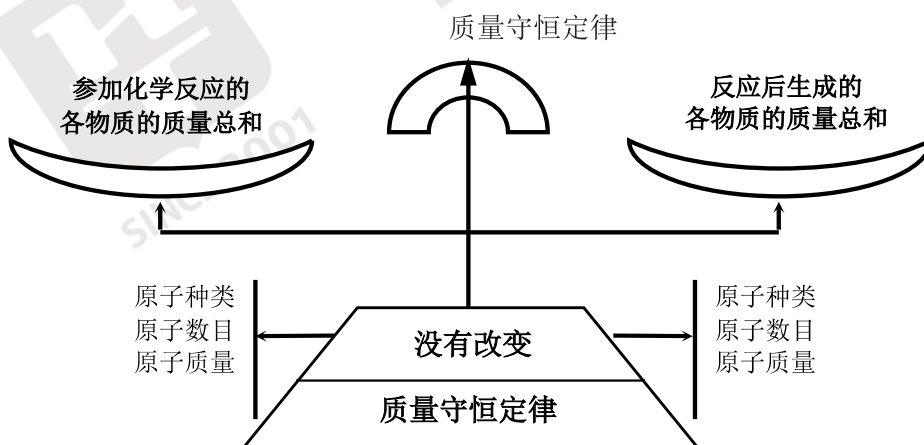 质量守恒定律
参加化学反应的
各物质的质量总和
反应后生成的
各物质的质量总和
原子种类
原子数目
原子质量
没有改变
原子种类
原子数目
原子质量
质量守恒定律